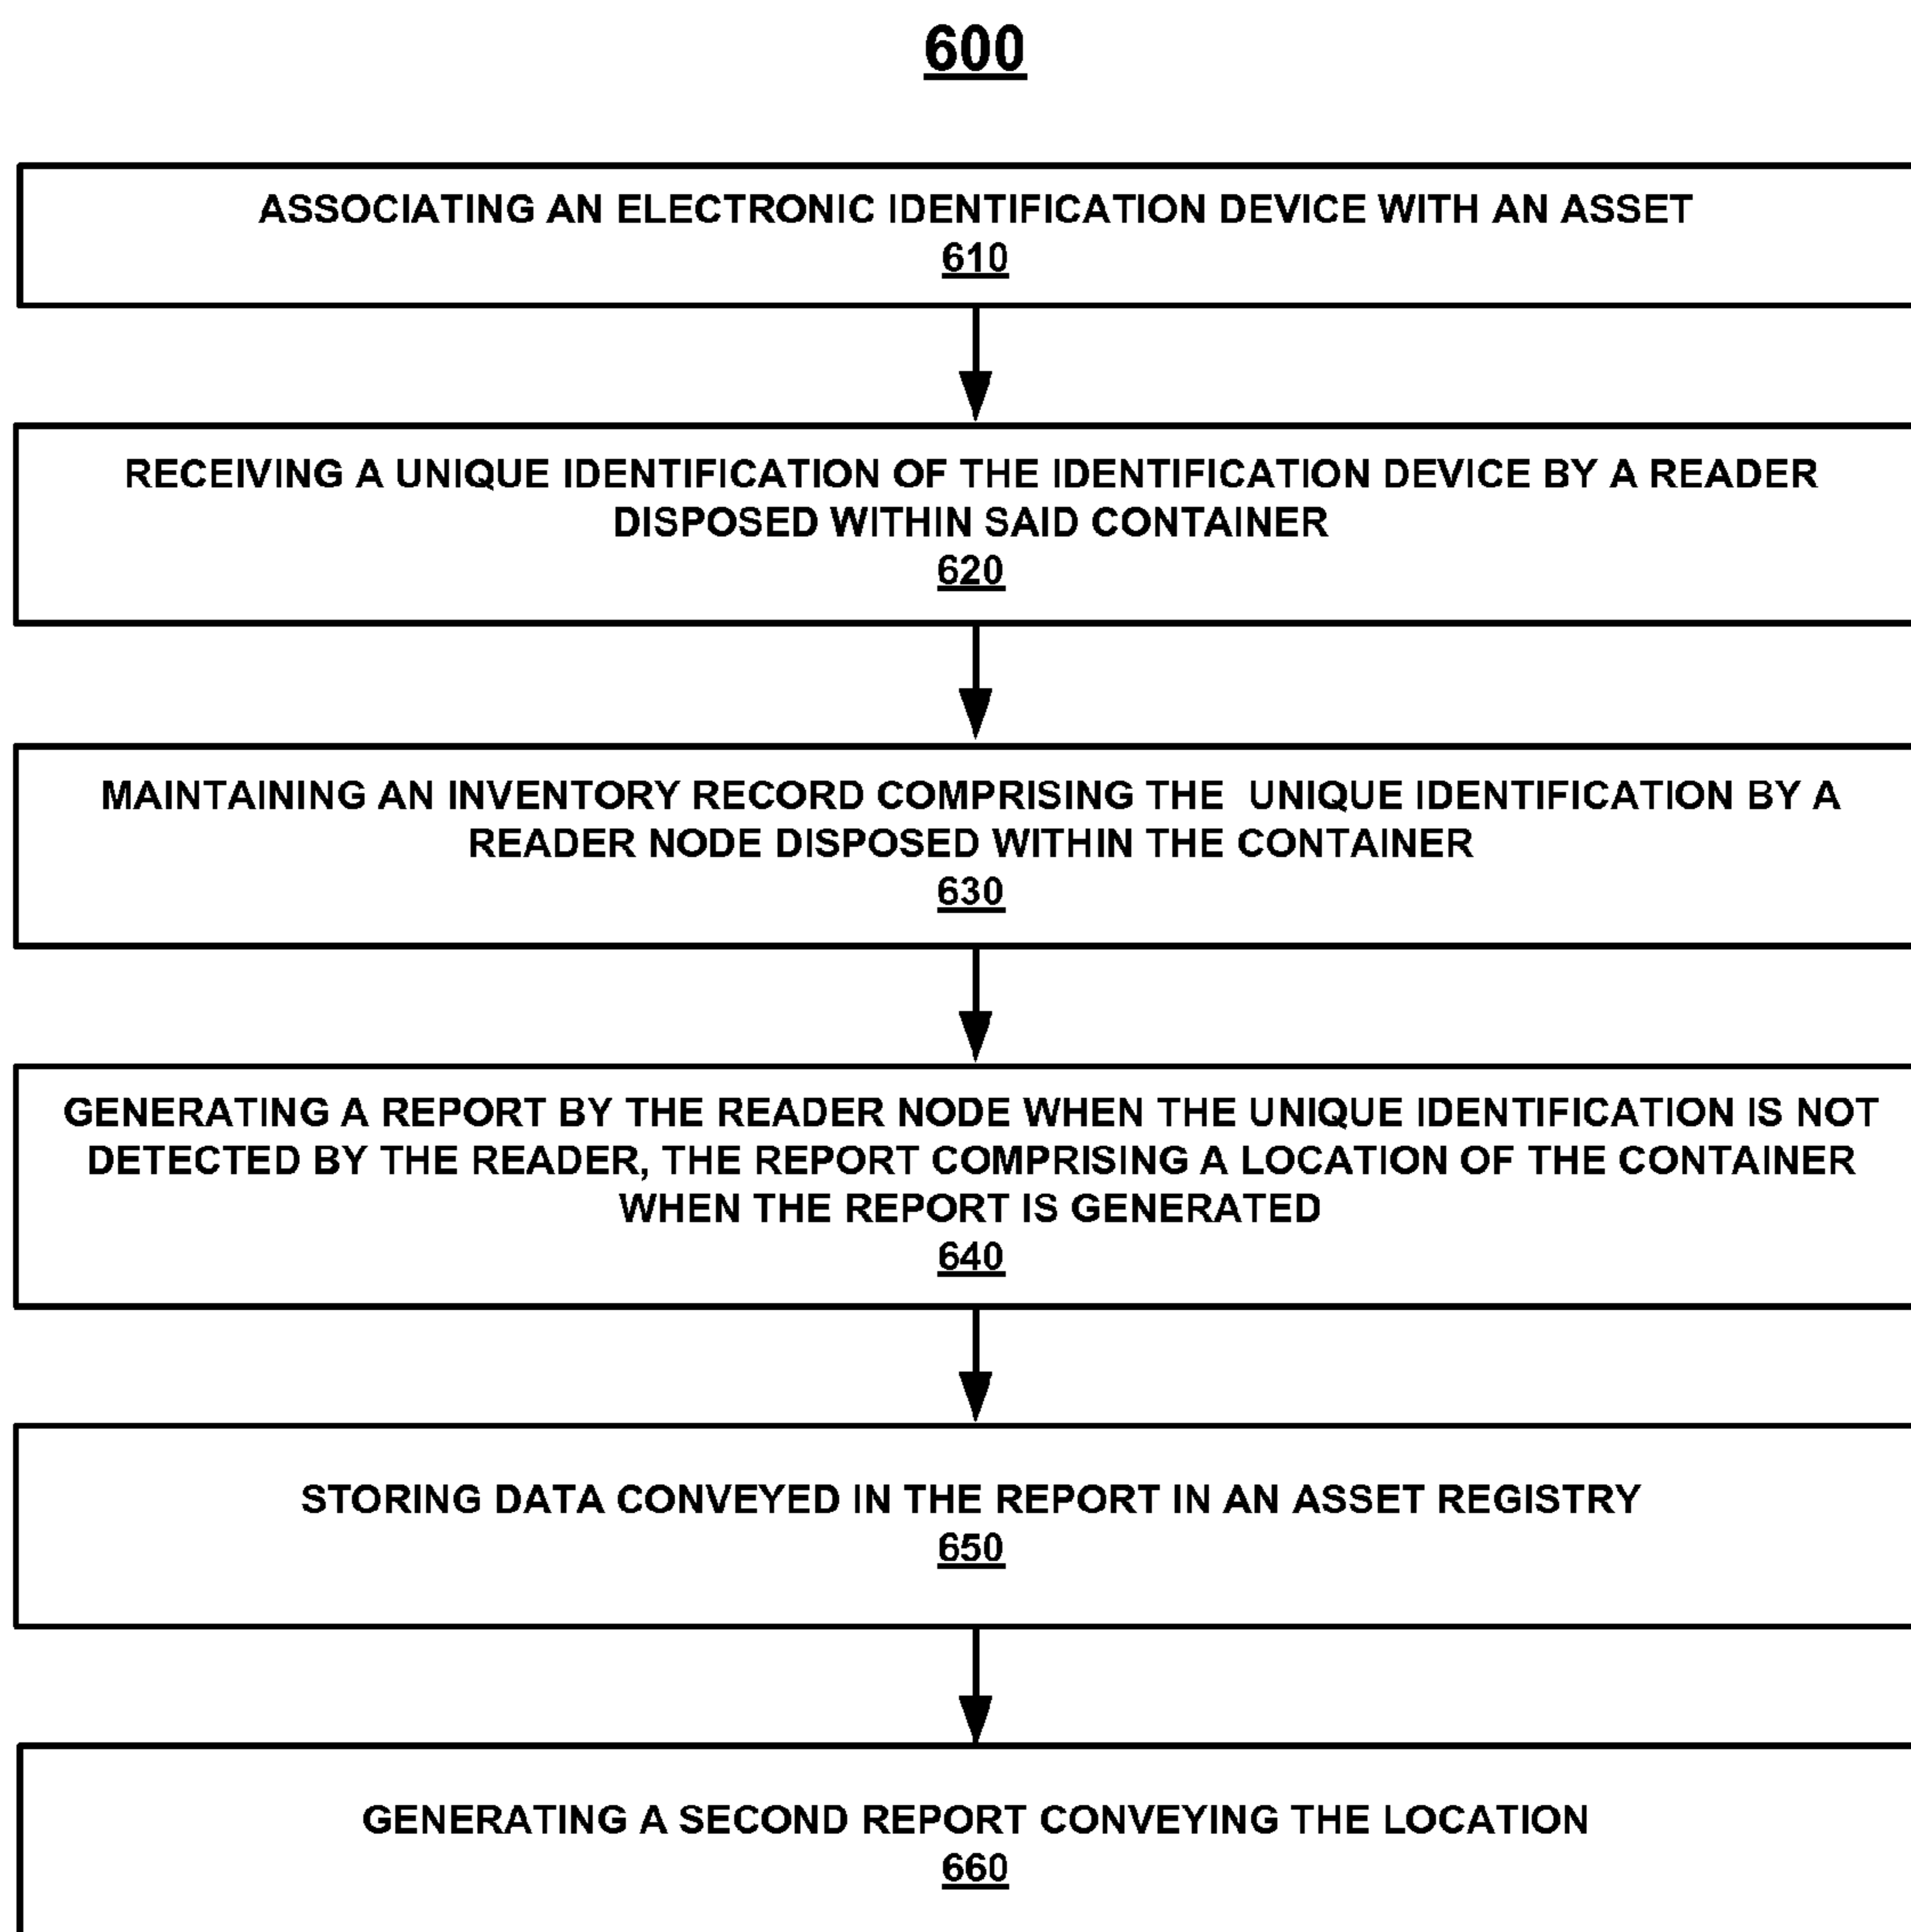 600
ASSOCIATING AN ELECTRONIC IDENTIFICATION DEVICE WITH AN ASSET
610
RECEIVING A UNIQUE IDENTIFICATION OF THE IDENTIFICATION DEVICE BY A READER
DISPOSED WITHIN SAID CONTAINER
620
MAINTAINING AN INVENTORY RECORD COMPRISING THE UNIQUE IDENTIFICATION BY A
READER NODE DISPOSED WITHIN THE CONTAINER
630
GENERATING A REPORT BY THE READER NODE WHEN THE UNIQUE IDENTIFICATION IS NOT
DETECTED BY THE READER, THE REPORT COMPRISING A LOCATION OF THE CONTAINER
WHEN THE REPORT IS GENERATED
640
STORING DATA CONVEYED IN THE REPORT IN AN ASSET REGISTRY
650
GENERATING A SECOND REPORT CONVEYING THE LOCATION
660